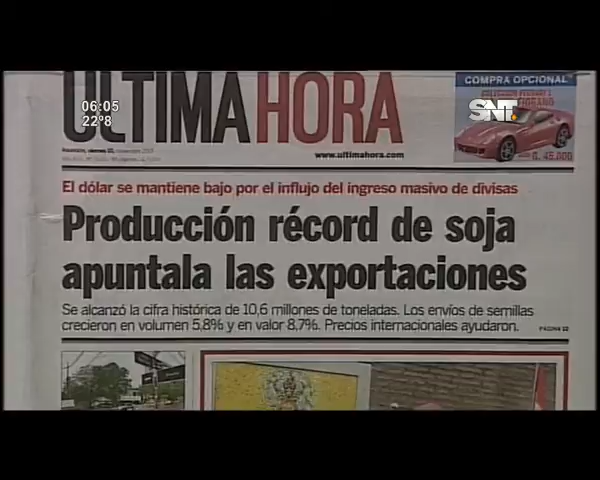 ULTIMA HORA
06:05
22°8
www.ultimahora.com
COMPRA OPCIONAL
SNT
G. 45.000
El dólar se mantiene bajo por el influjo del ingreso masivo de divisas
Producción récord de soja
apuntala las exportaciones
Se alcanzó la cifra histórica de 10,6 millones de toneladas. Los envíos de semillas
crecieron en volumen 5,8% y en valor 8,7%. Precios internacionales ayudaron.